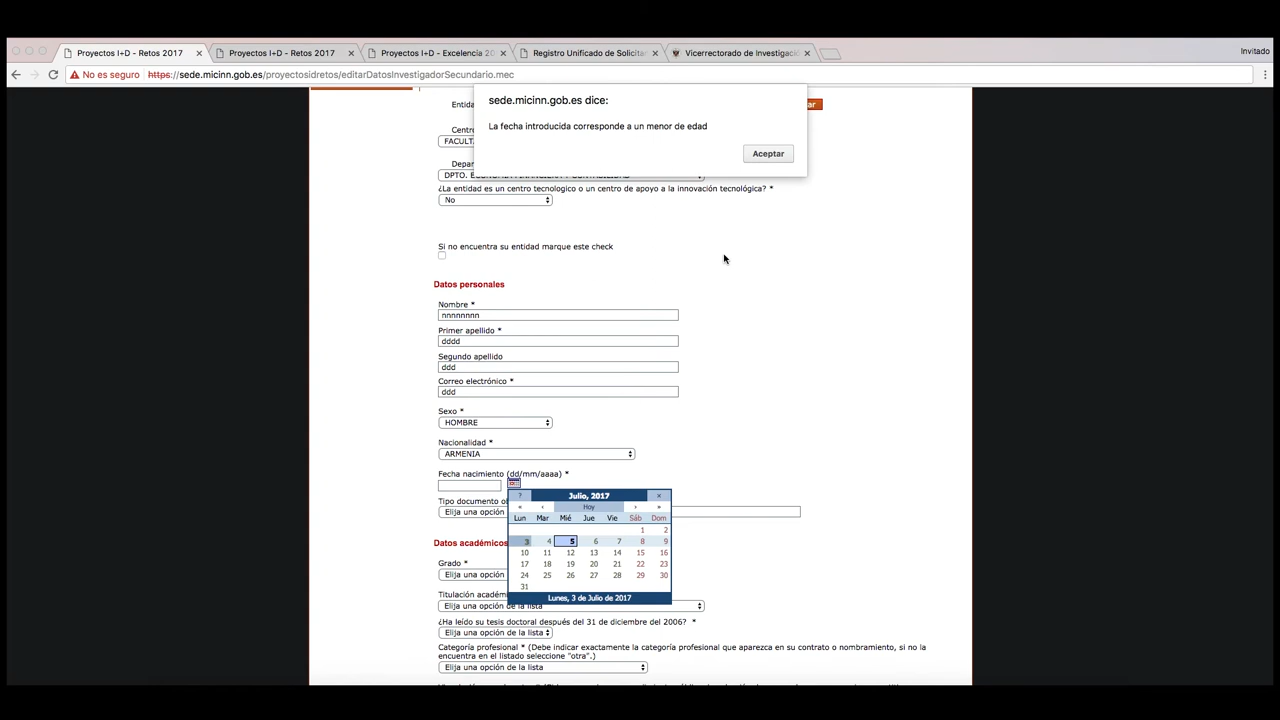 Proyectos I+D - Retos 2017 × Proyectos I+D - Retos 2017 × Proyectos I+D - Excelencia 20 × Registro Unificado de Solicitan × Vicerrectorado de Investigació ×
Invitado
No es seguro https://sede.micinn.gob.es/proyectosidretos/editarDatosInvestigadorSecundario.mec
sede.micinn.gob.es dice:
La fecha introducida corresponde a un menor de edad
Aceptar
Entida
ar
Centr
FACULT
Depar
DPTO. ECONOMIA FINANCIERA Y CONTABILIDAD
¿La entidad es un centro tecnologico o un centro de apoyo a la innovación tecnológica? *
No
Si no encuentra su entidad marque este check
Datos personales
Nombre *
nnnnnnnn
Primer apellido *
dddd
Segundo apellido
ddd
Correo electrónico *
ddd
Sexo *
HOMBRE
Nacionalidad *
ARMENIA
Fecha nacimiento (dd/mm/aaaa) *
? Julio, 2017 ×
« ‹ Hoy › »
Lun Mar Mié Jue Vie Sáb Dom
1 2
3 4 5 6 7 8 9
10 11 12 13 14 15 16
17 18 19 20 21 22 23
24 25 26 27 28 29 30
31
Lunes, 3 de Julio de 2017
Tipo documento o
Elija una opción
Datos académicos
Grado *
Elija una opción
Titulación académ
Elija una opción de la lista
¿Ha leído su tesis doctoral después del 31 de diciembre del 2006? *
Elija una opción de la lista
Categoría profesional * (Debe indicar exactamente la categoría profesional que aparezca en su contrato o nombramiento, si no la
encuentra en el listado seleccione "otra".)
Elija una opción de la lista